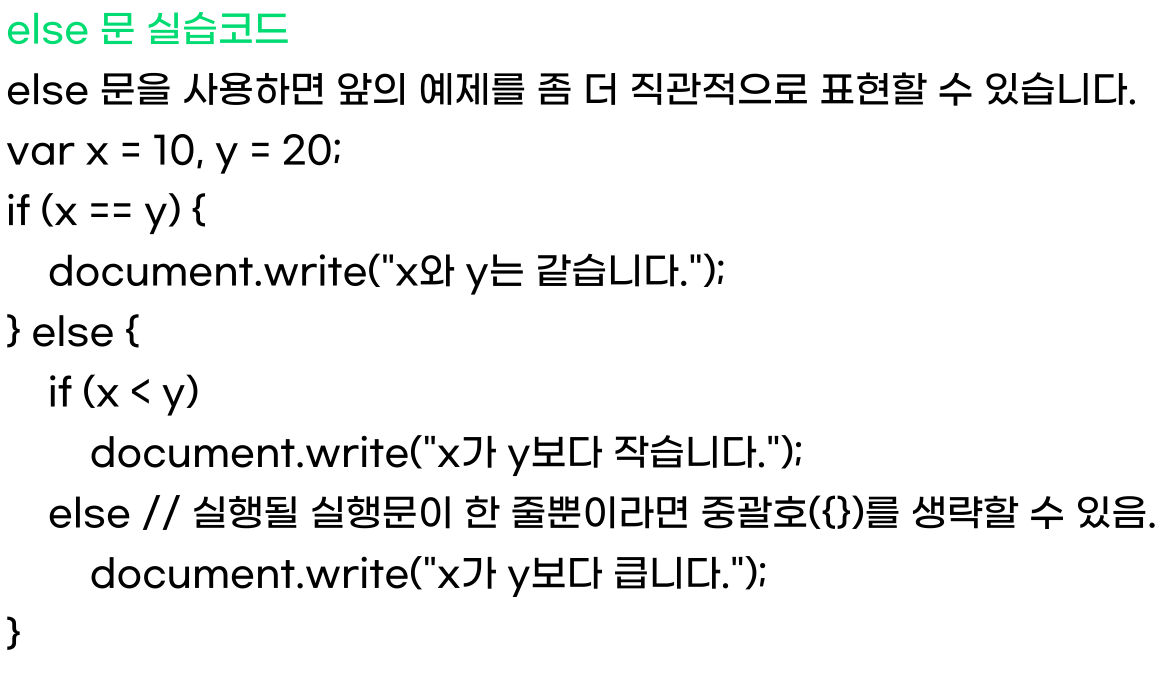 else 문 실습코드
else 문을 사용하면 앞의 예제를 좀 더 직관적으로 표현할 수 있습니다.
var x = 10, y = 20;
if (x == y) {
    document.write("x와 y는 같습니다.");
} else {
    if (x < y)
        document.write("x가 y보다 작습니다.");
    else // 실행될 실행문이 한 줄뿐이라면 중괄호({})를 생략할 수 있음.
        document.write("x가 y보다 큽니다.");
}